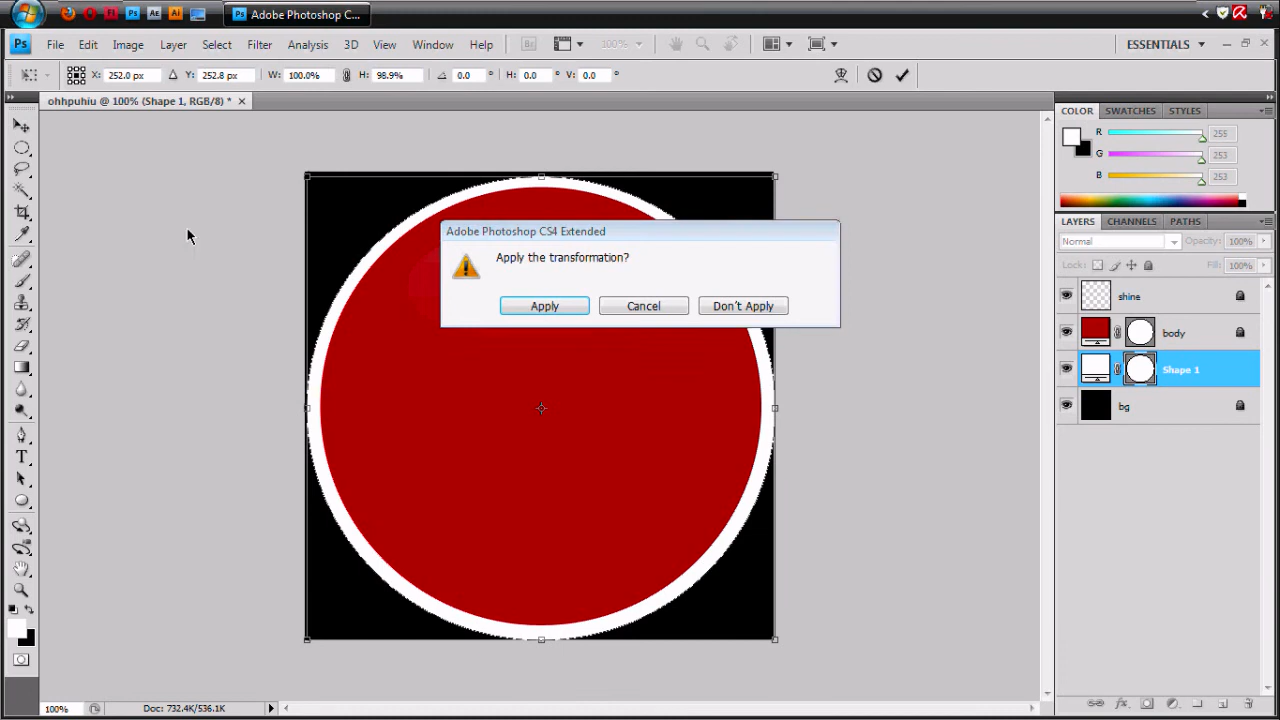 Adobe Photoshop C...
Ps File Edit Image Layer Select Filter Analysis 3D View Window Help Br 100% ESSENTIALS
X: 252.0 px Y: 252.8 px W: 100.0% H: 98.9% 0.0 ° H: 0.0 ° V: 0.0 °
ohhpuhiu @ 100% (Shape 1, RGB/8) *
COLOR SWATCHES STYLES
R 255
G 253
B 253
LAYERS CHANNELS PATHS
Normal Opacity: 100%
Lock: Fill: 100%
shine
body
Shape 1
bg
Adobe Photoshop CS4 Extended
Apply the transformation?
Apply Cancel Don't Apply
100% Doc: 732.4K/536.1K